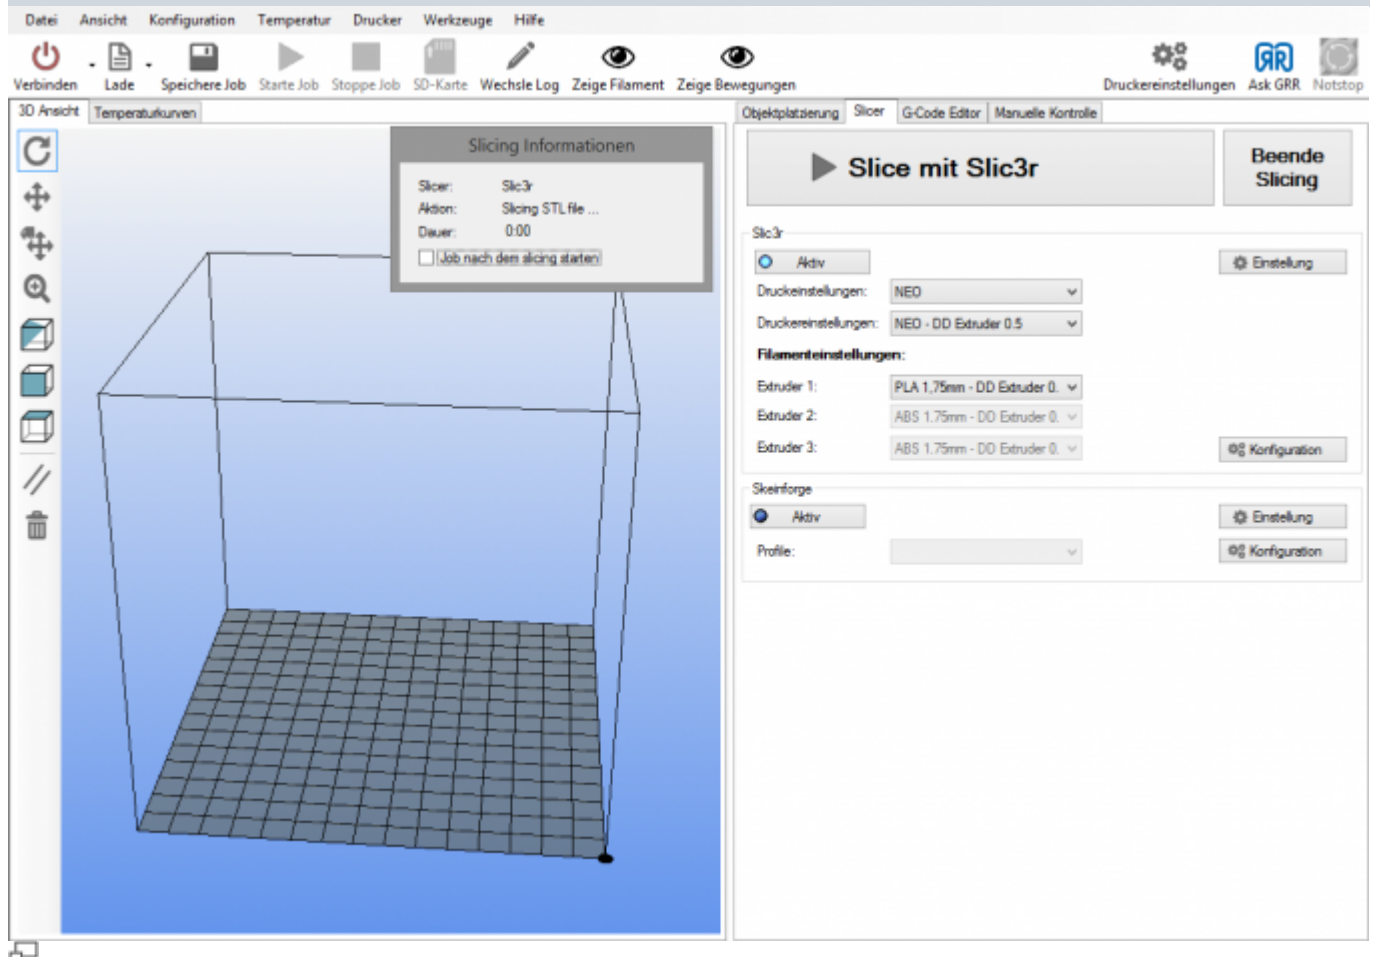 Datei Ansicht Konfiguration Temperatur Drucker Werkzeuge Hilfe
Verbinden Lade Speichere Job Starte Job Stoppe Job SD-Karte Wechsle Log Zeige Filament Zeige Bewegungen Druckereinstellungen Ask GRR Notstop
3D Ansicht Temperaturkurven
Objektplatzierung Slicer G-Code Editor Manuelle Kontrolle
Slicing Informationen
Slicer: Slic3r
Aktion: Slicing STL file ...
Dauer: 0:00
Job nach dem slicing starten
Slice mit Slic3r
Beende
Slicing
Slic3r
Aktiv Einstellung
Druckeinstellungen: NEO
Druckereinstellungen: NEO - DD Extruder 0.5
Filamenteinstellungen:
Extruder 1: PLA 1,75mm - DD Extruder 0.
Extruder 2: ABS 1.75mm - DD Extruder 0.
Extruder 3: ABS 1.75mm - DD Extruder 0. Konfiguration
Skeinforge
Aktiv Einstellung
Profile: Konfiguration